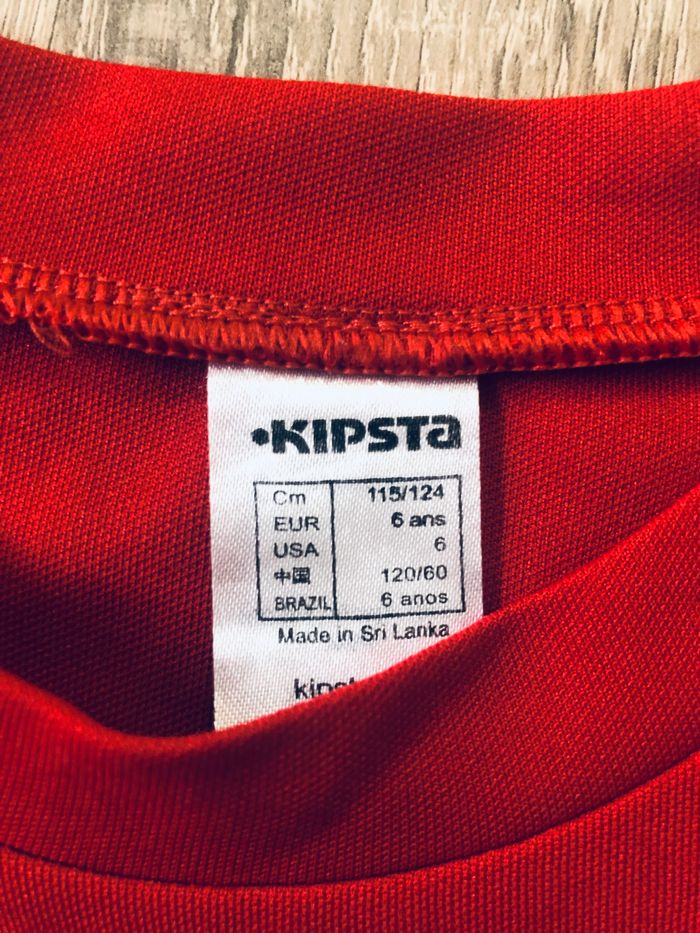 KIPSTA
Cm 115/124
EUR 6 ans
USA 6
中国 120/60
BRAZIL 6 anos
Made in Sri Lanka